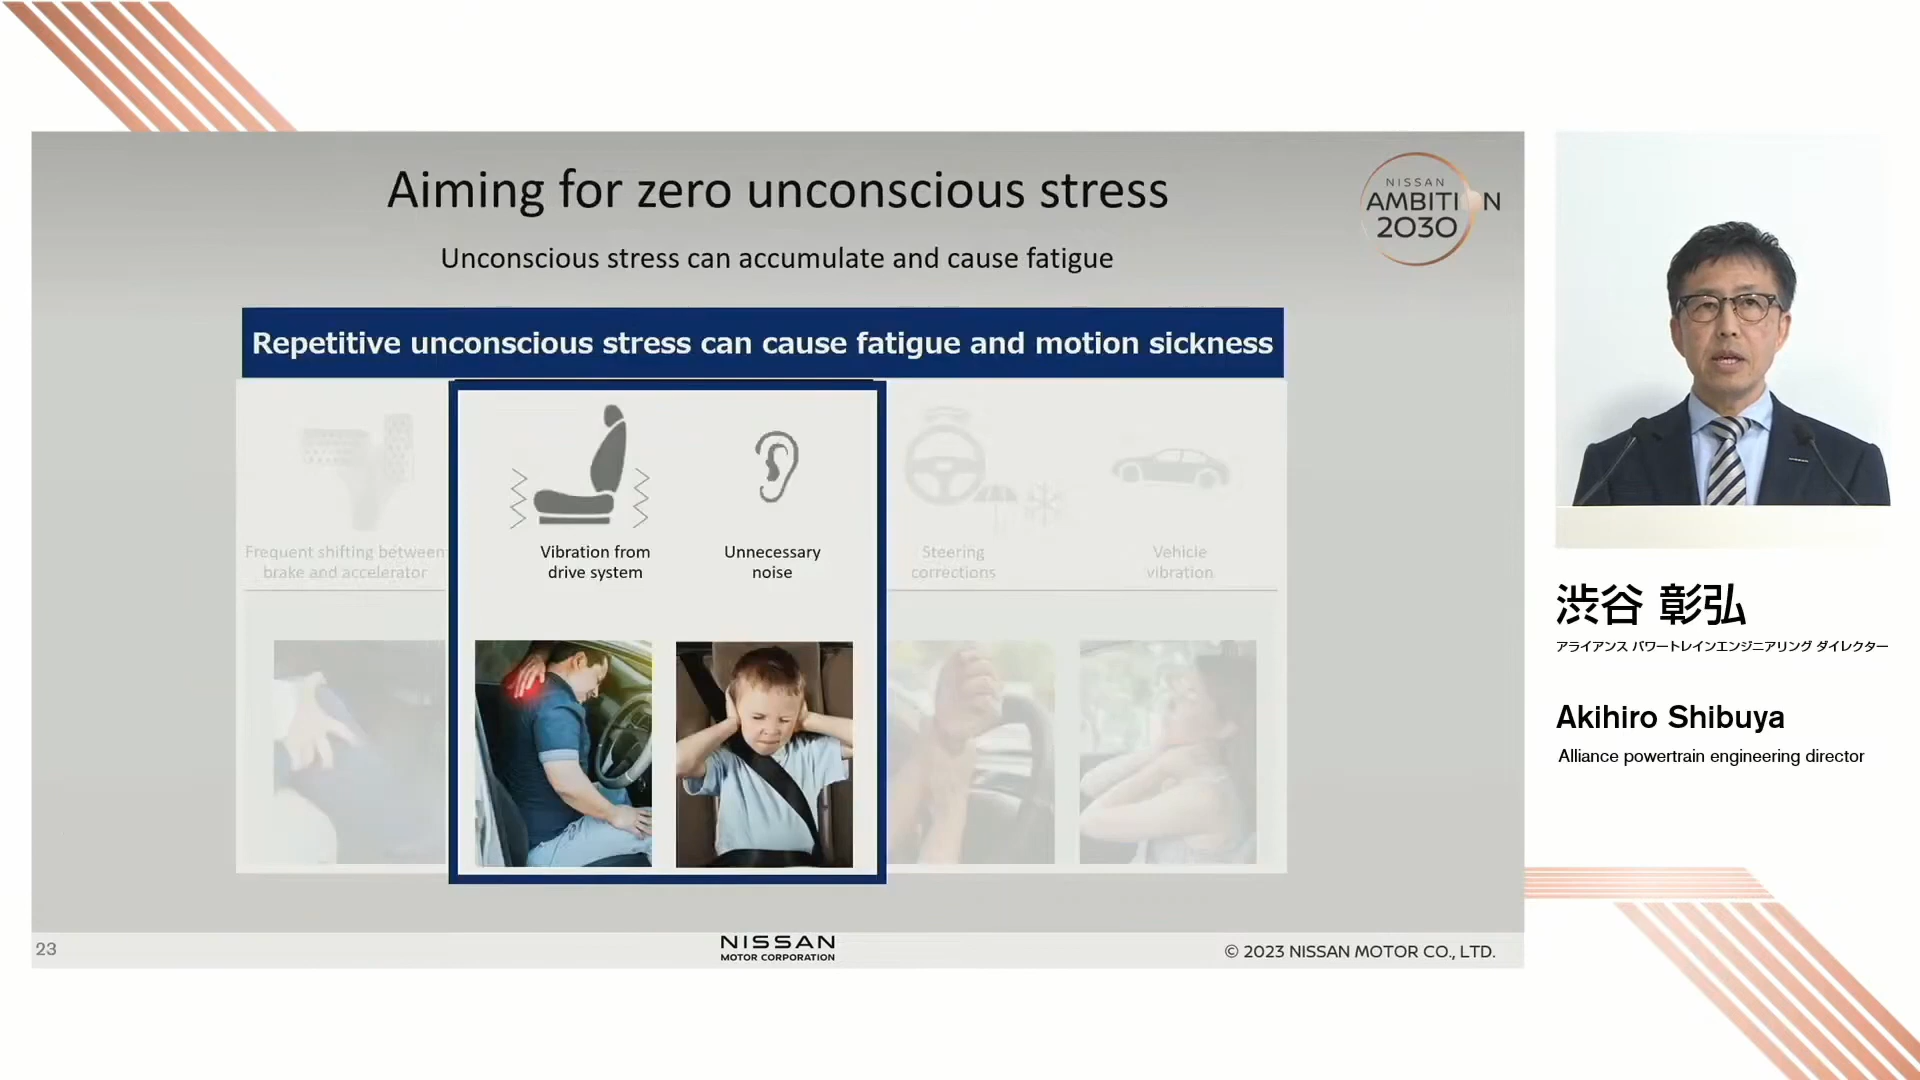 Aiming for zero unconscious stress
Unconscious stress can accumulate and cause fatigue
NISSAN
AMBITION
2030
Repetitive unconscious stress can cause fatigue and motion sickness
Frequent shifting between
brake and accelerator
Vibration from
drive system
Unnecessary
noise
Steering
corrections
Vehicle
vibration
23
NISSAN
MOTOR CORPORATION
© 2023 NISSAN MOTOR CO., LTD.
渋谷 彰弘
アライアンス パワートレインエンジニアリング ダイレクター
Akihiro Shibuya
Alliance powertrain engineering director